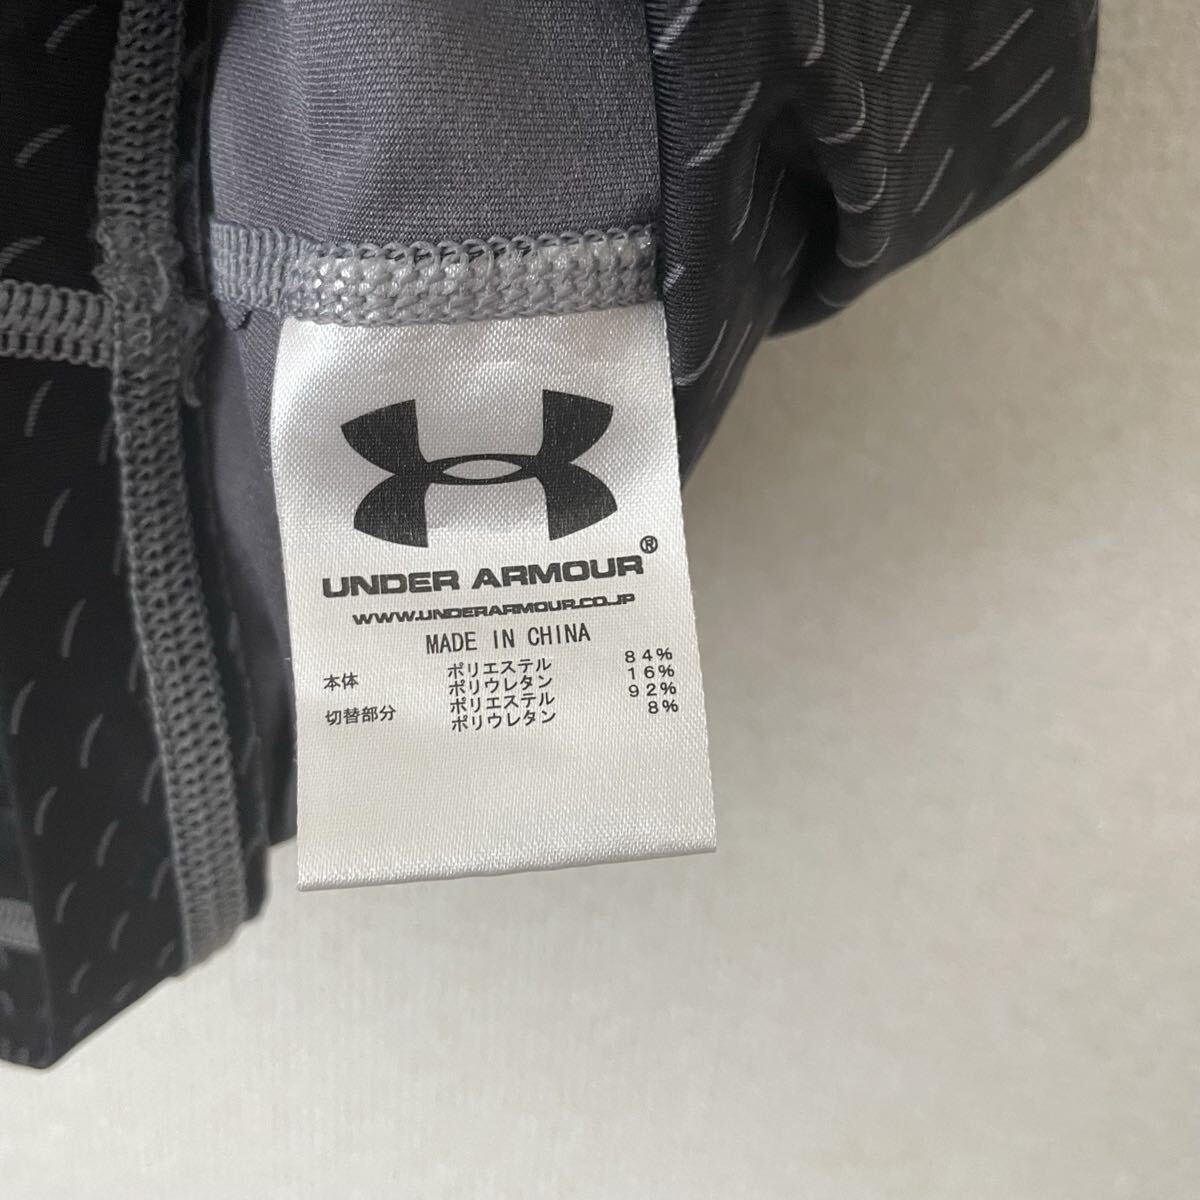 UNDER ARMOUR®
WWW.UNDERARMOUR.CO.JP
MADE IN CHINA
本体 ポリエステル 84%
ポリウレタン 16%
切替部分 ポリエステル 92%
ポリウレタン 8%